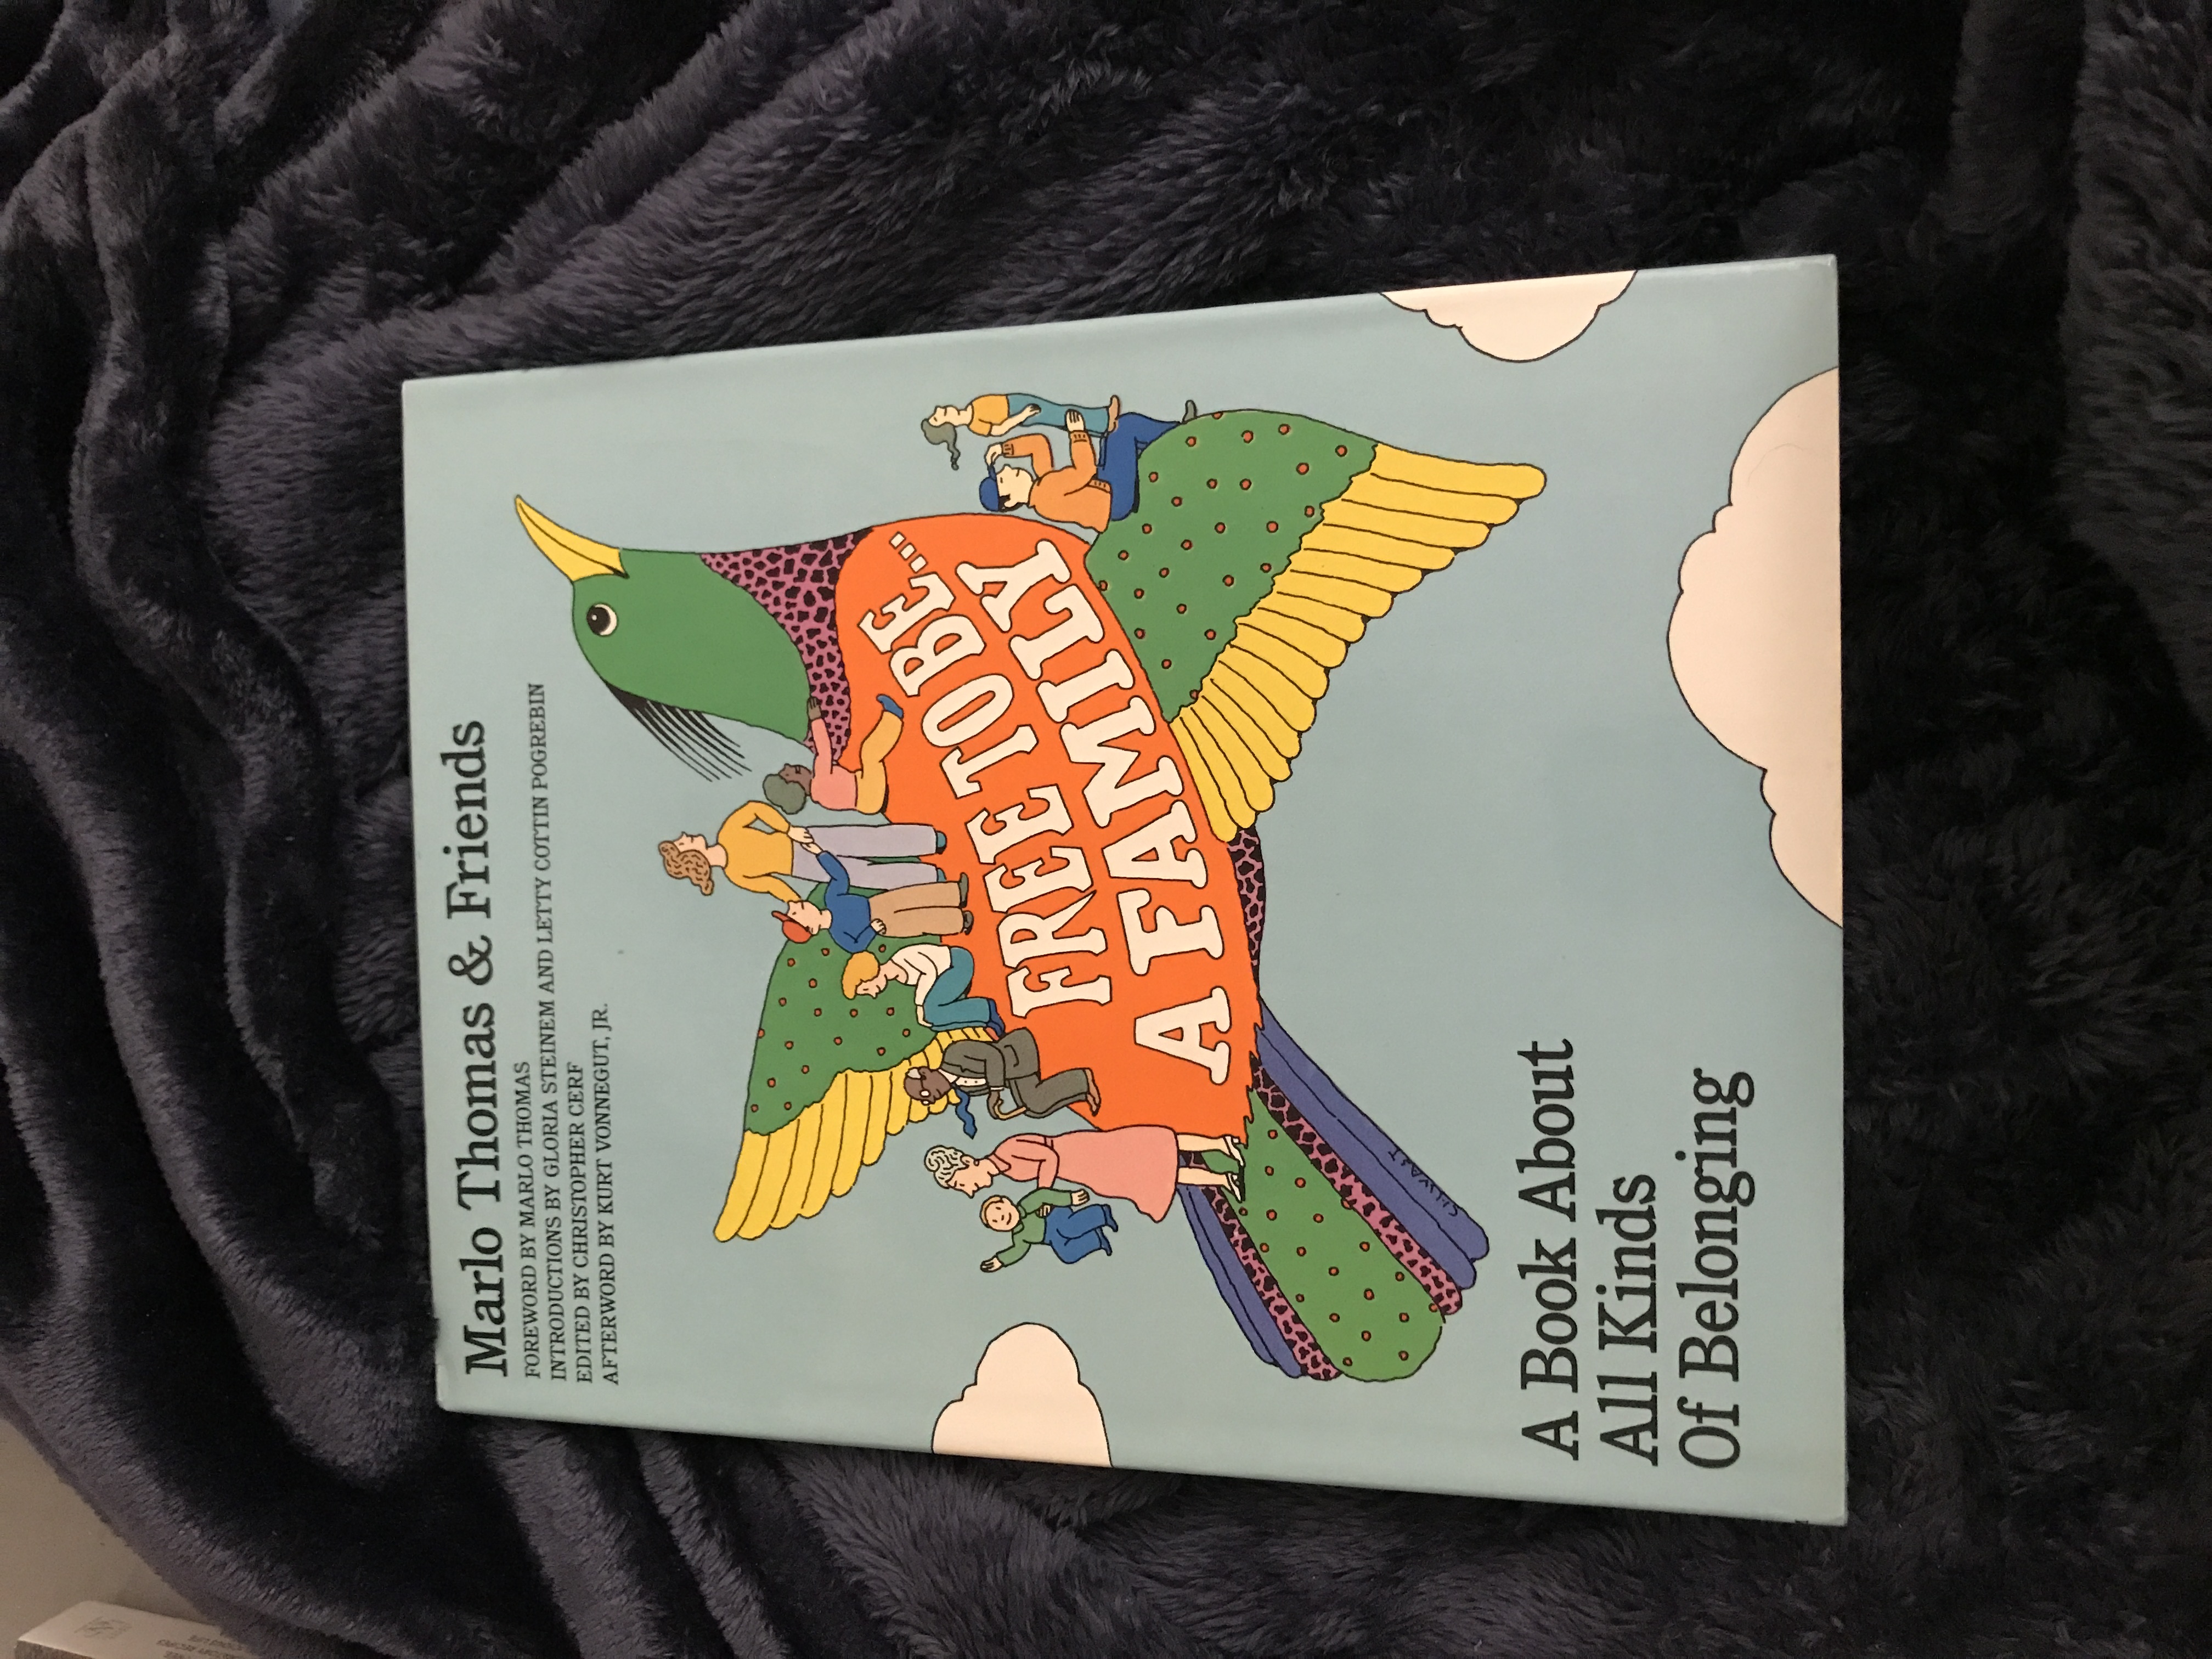 Marlo Thomas & Friends
FOREWORD BY MARLO THOMAS
INTRODUCTIONS BY GLORIA STEINEM AND LETTY COTTIN POGREBIN
EDITED BY CHRISTOPHER CERF
AFTERWORD BY KURT VONNEGUT, JR.
FREE TO BE...
A FAMILY
A Book About
All Kinds
Of Belonging